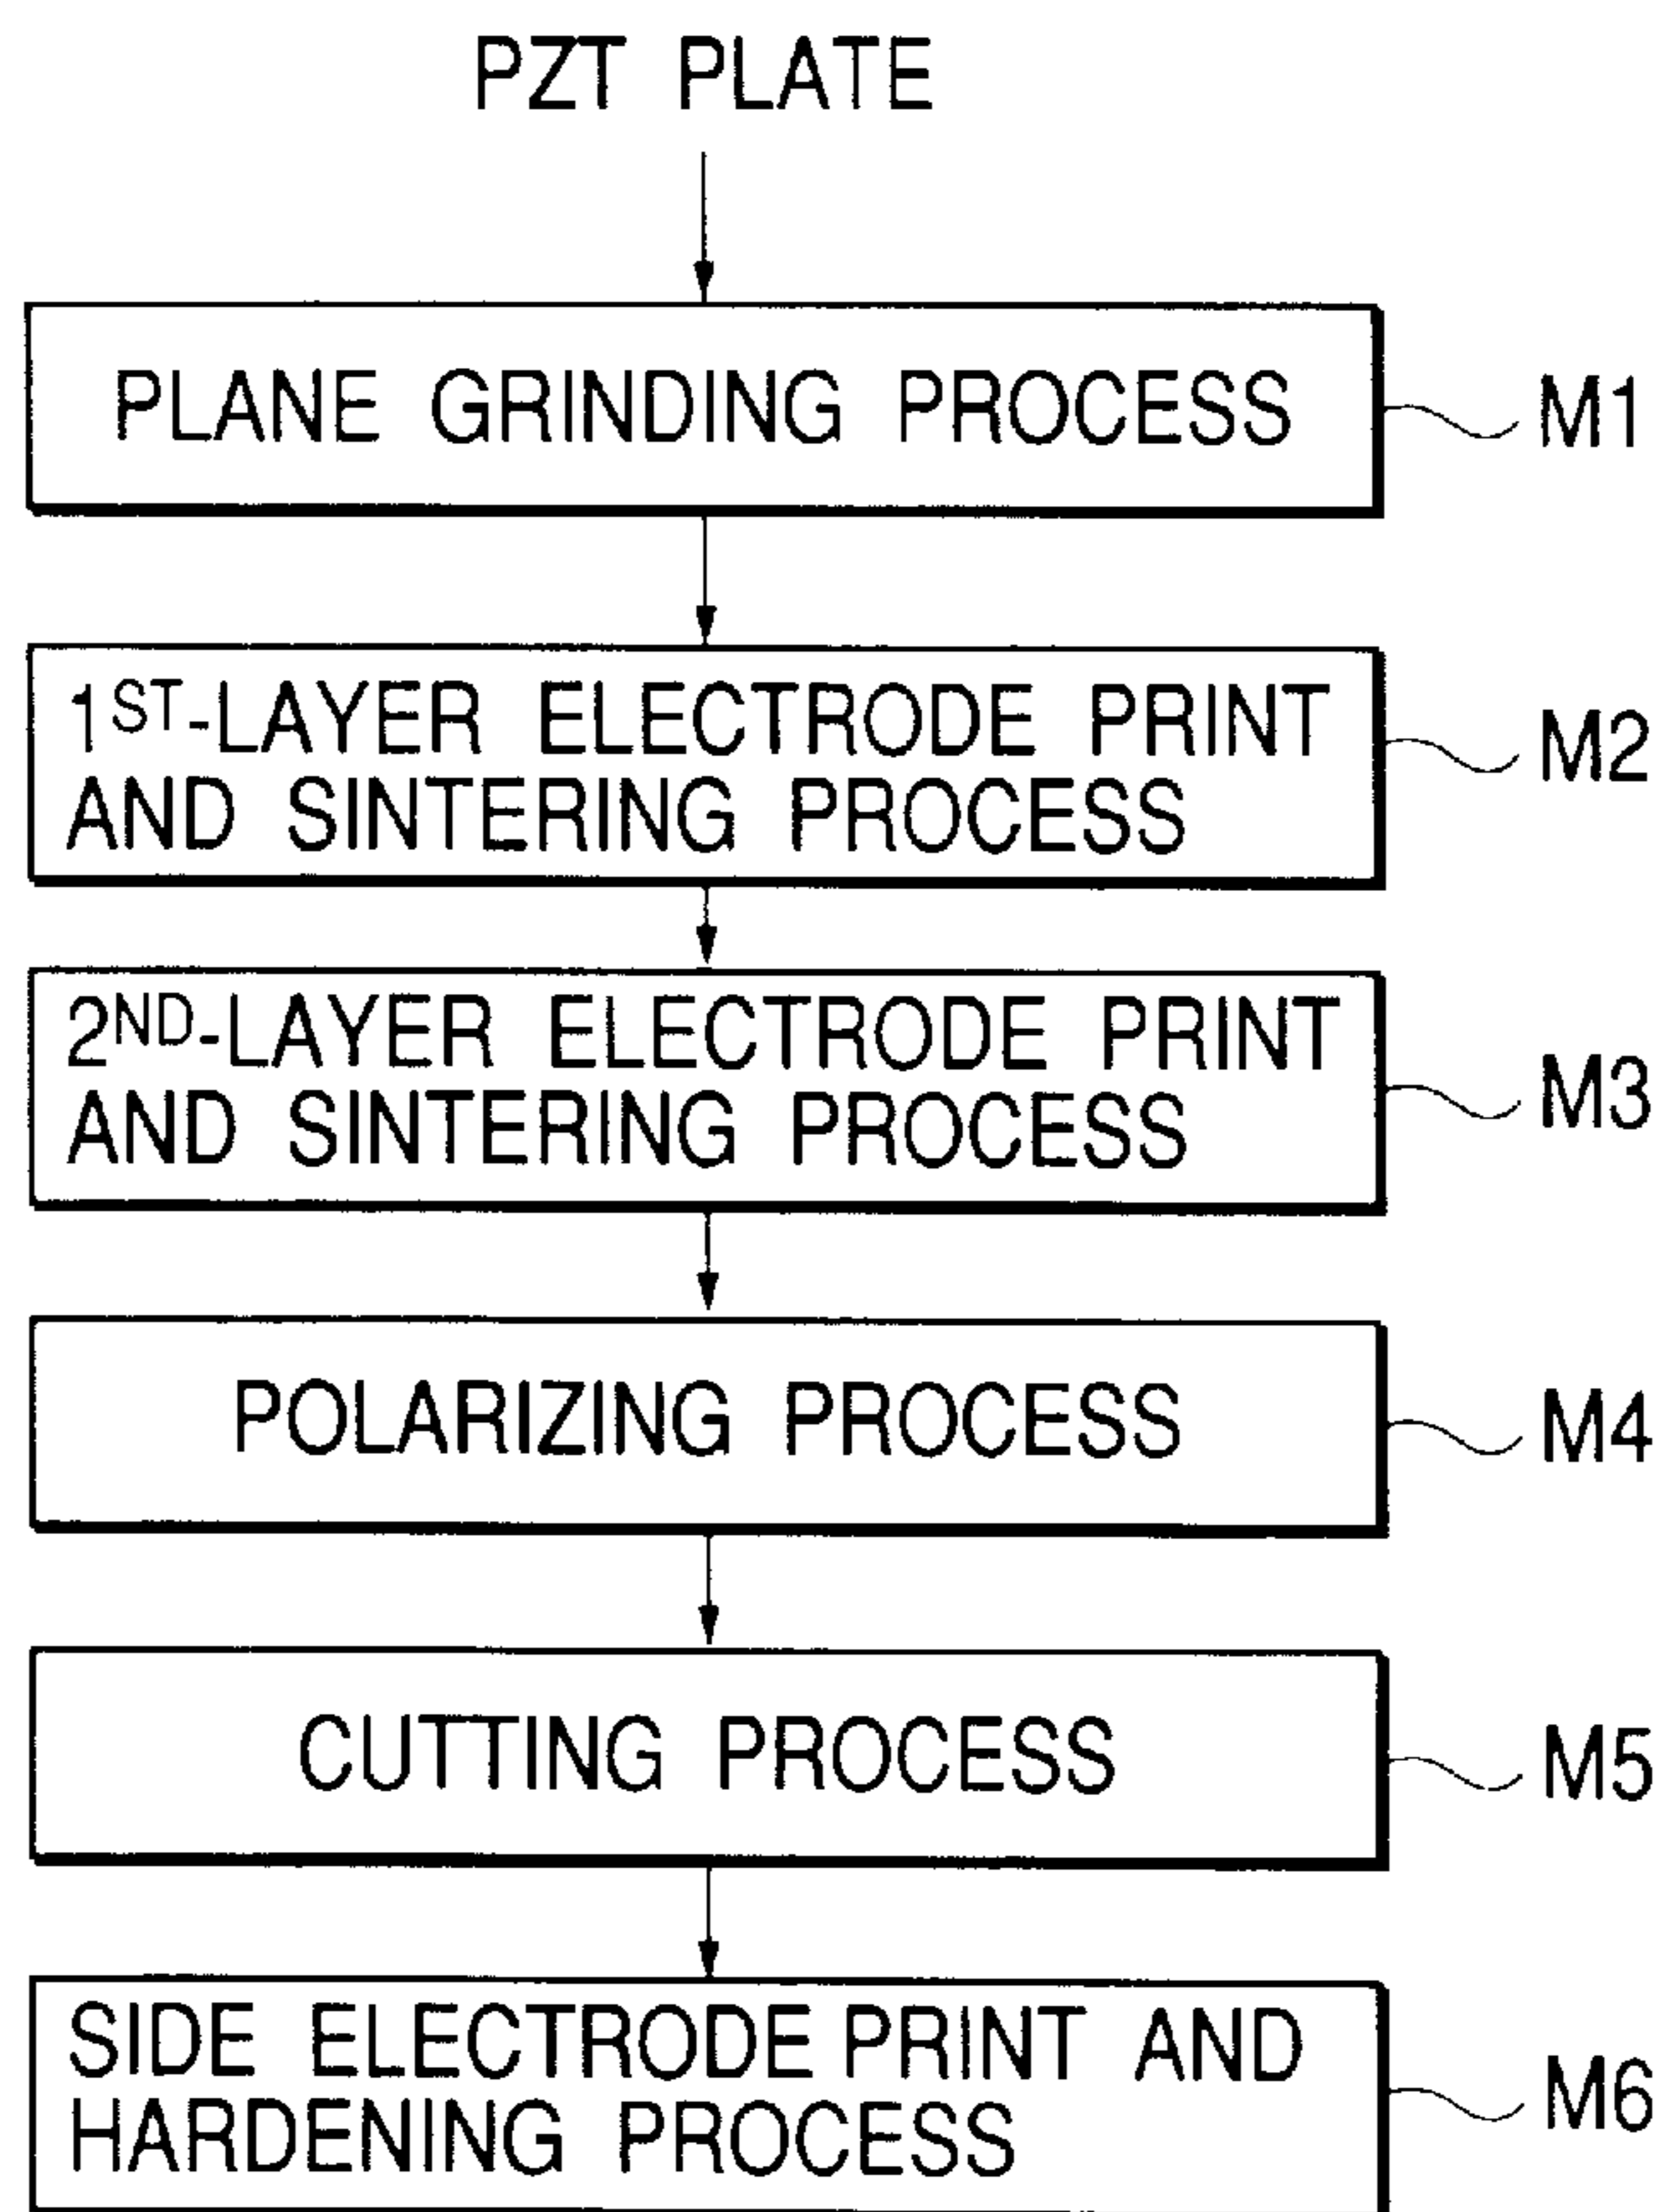 PZT PLATE
PLANE GRINDING PROCESS
M1
1ST-LAYER ELECTRODE PRINT
AND SINTERING PROCESS
M2
2ND-LAYER ELECTRODE PRINT
AND SINTERING PROCESS
M3
POLARIZING PROCESS
M4
CUTTING PROCESS
M5
SIDE ELECTRODE PRINT AND
HARDENING PROCESS
M6